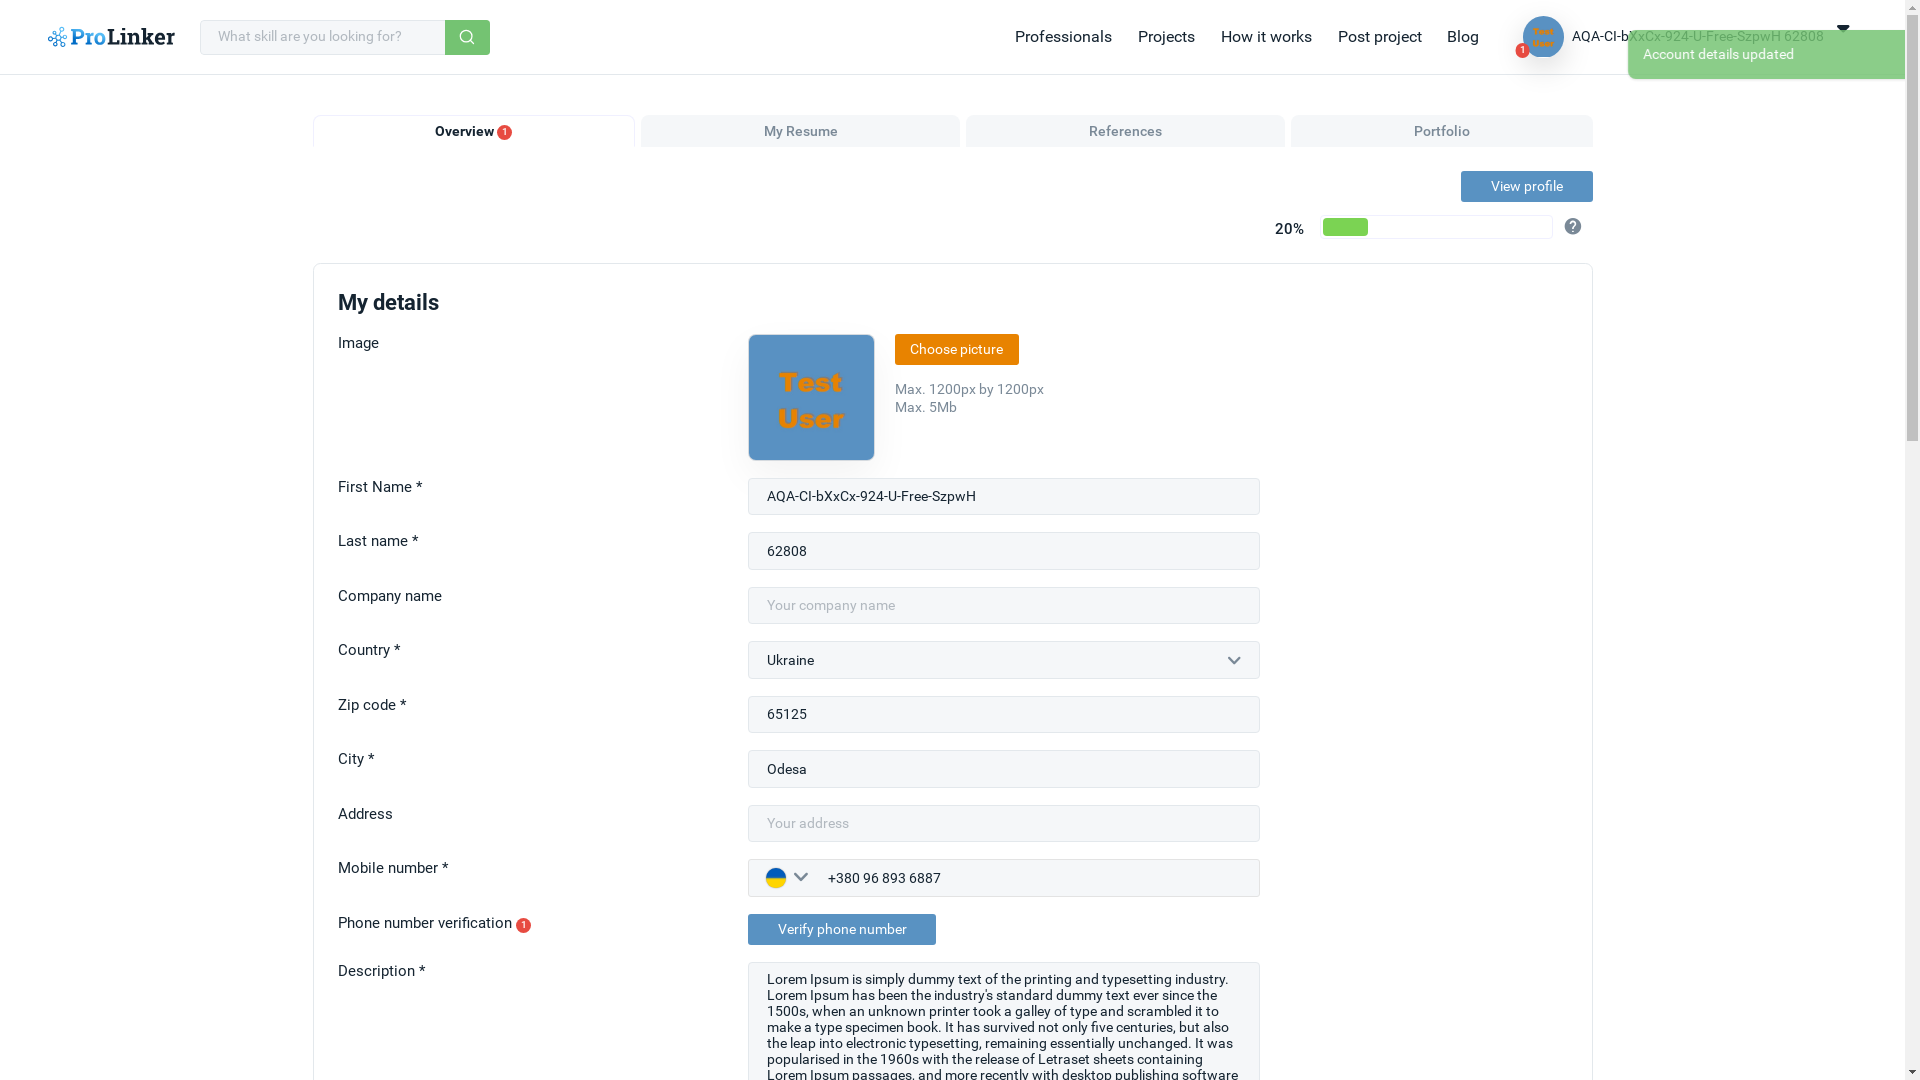 ProLinker
What skill are you looking for?
Professionals
Projects
How it works
Post project
Blog
Test
User
1
AQA-CI-bXxCx-924-U-Free-SzpwH 62808
Account details updated
Overview 1
My Resume
References
Portfolio
View profile
20%
?
My details
Image
Test
User
Choose picture
Max. 1200px by 1200px
Max. 5Mb
First Name *
AQA-CI-bXxCx-924-U-Free-SzpwH
Last name *
62808
Company name
Your company name
Country *
Ukraine
Zip code *
65125
City *
Odesa
Address
Your address
Mobile number *
+380 96 893 6887
Phone number verification 1
Verify phone number
Description *
Lorem Ipsum is simply dummy text of the printing and typesetting industry.
Lorem Ipsum has been the industry's standard dummy text ever since the
1500s, when an unknown printer took a galley of type and scrambled it to
make a type specimen book. It has survived not only five centuries, but also
the leap into electronic typesetting, remaining essentially unchanged. It was
popularised in the 1960s with the release of Letraset sheets containing
Lorem Ipsum passages, and more recently with desktop publishing software